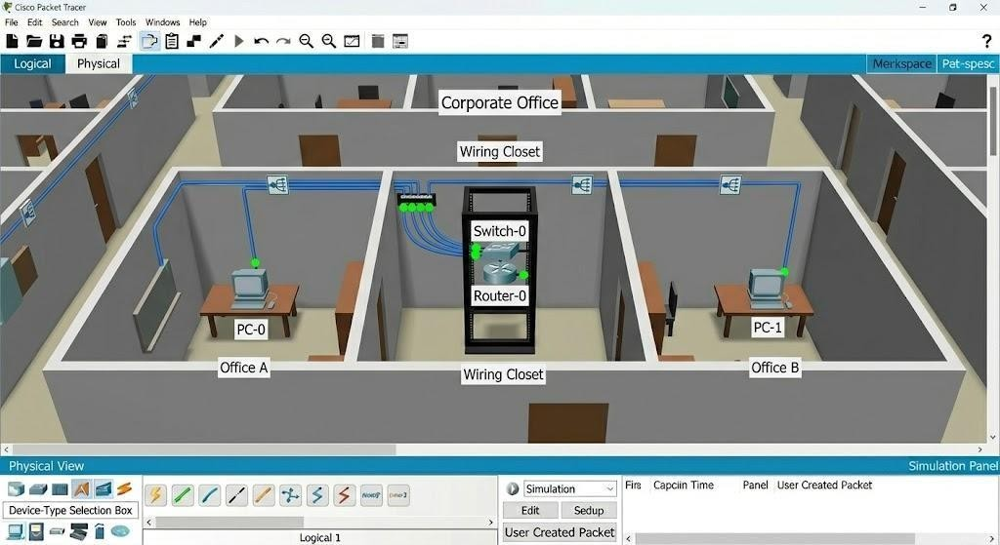 Cisco Packet Tracer
File Edit Search View Tools Windows Help
?
Logical Physical Merkspace Pat-spesc
Corporate Office
Wiring Closet
Switch-0
Router-0
PC-0
PC-1
Office A
Wiring Closet
Office B
Physical View Simulation Panel
Simulation
Firs Capciin Time Panel User Created Packet
Device-Type Selection Box
Edit Sedup
Logical 1
User Created Packet